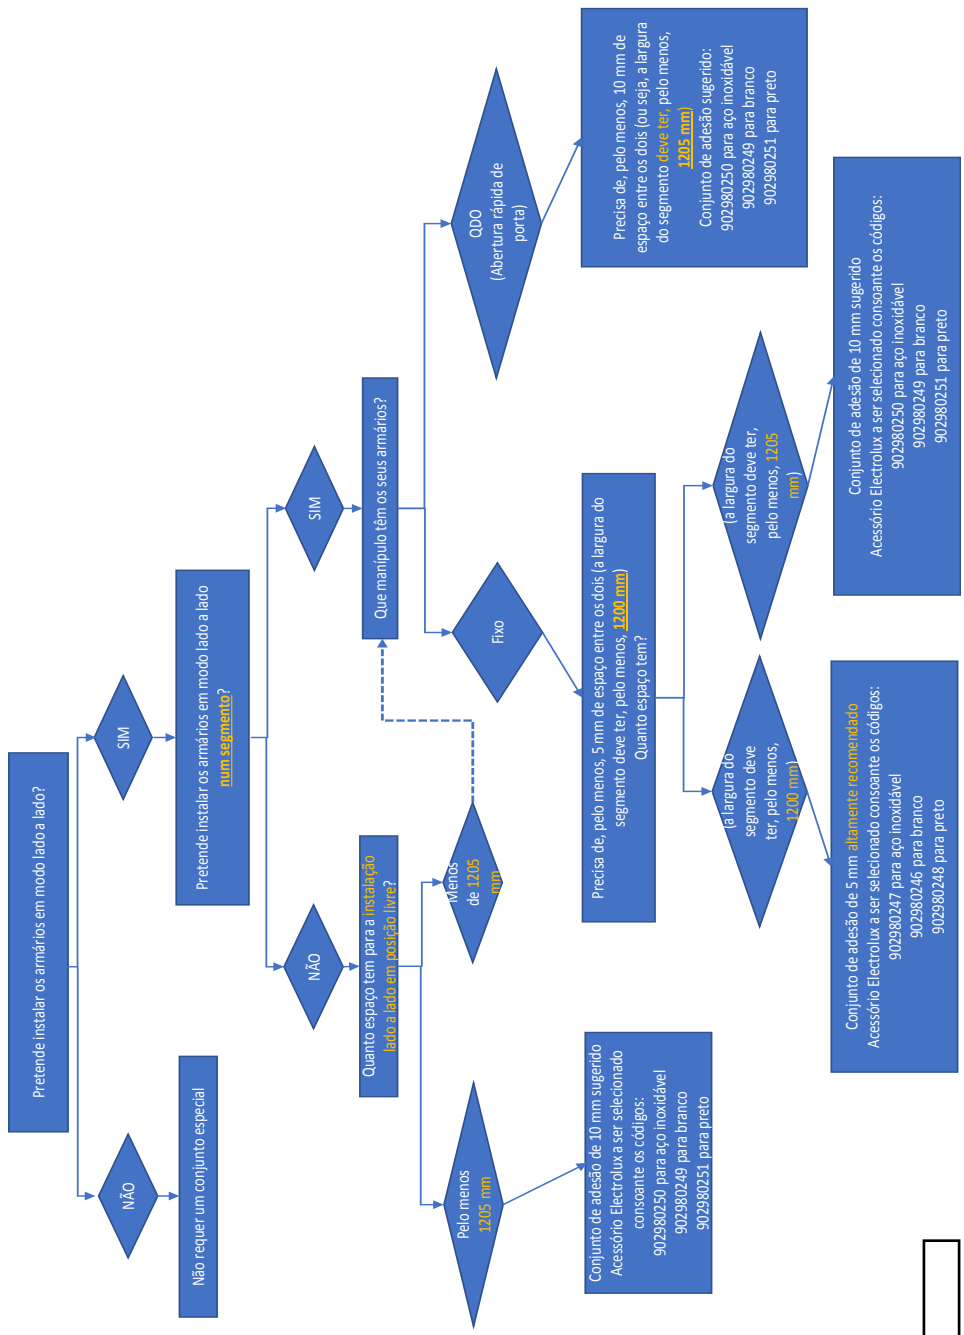 Pretende instalar os armários em modo lado a lado?
NÃO
SIM
Não requer um conjunto especial
Pretende instalar os armários em modo lado a lado
num segmento?
NÃO
SIM
Quanto espaço tem para a instalação
lado a lado em posição livre?
Que manípulo têm os seus armários?
Pelo menos
1205 mm
Menos
de 1205
mm
Fixo
QDO
(Abertura rápida de
porta)
Conjunto de adesão de 10 mm sugerido
Acessório Electrolux a ser selecionado
consoante os códigos:
902980250 para aço inoxidável
902980249 para branco
902980251 para preto
Precisa de, pelo menos, 5 mm de espaço entre os dois (a largura do
segmento deve ter, pelo menos, 1200 mm)
Quanto espaço tem?
Precisa de, pelo menos, 10 mm de
espaço entre os dois (ou seja, a largura
do segmento deve ter, pelo menos,
1205 mm)
Conjunto de adesão sugerido:
902980250 para aço inoxidável
902980249 para branco
902980251 para preto
(a largura do
segmento deve
ter, pelo menos,
1200 mm)
(a largura do
segmento deve ter,
pelo menos, 1205
mm)
Conjunto de adesão de 5 mm altamente recomendado
Acessório Electrolux a ser selecionado consoante os códigos:
902980247 para aço inoxidável
902980246 para branco
902980248 para preto
Conjunto de adesão de 10 mm sugerido
Acessório Electrolux a ser selecionado consoante os códigos:
902980250 para aço inoxidável
902980249 para branco
902980251 para preto